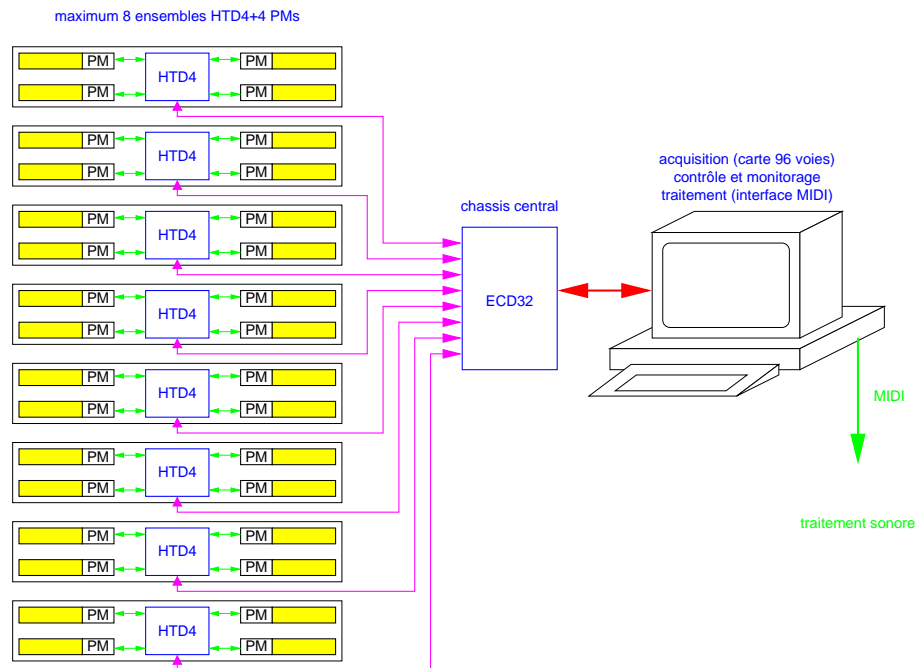 maximum 8 ensembles HTD4+4 PMs
PM HTD4 PM
PM PM
PM HTD4 PM
PM PM
PM HTD4 PM
PM PM
PM HTD4 PM
PM PM
PM HTD4 PM
PM PM
PM HTD4 PM
PM PM
PM HTD4 PM
PM PM
PM HTD4 PM
PM PM
chassis central
ECD32
acquisition (carte 96 voies)
contrôle et monitorage
traitement (interface MIDI)
MIDI
traitement sonore